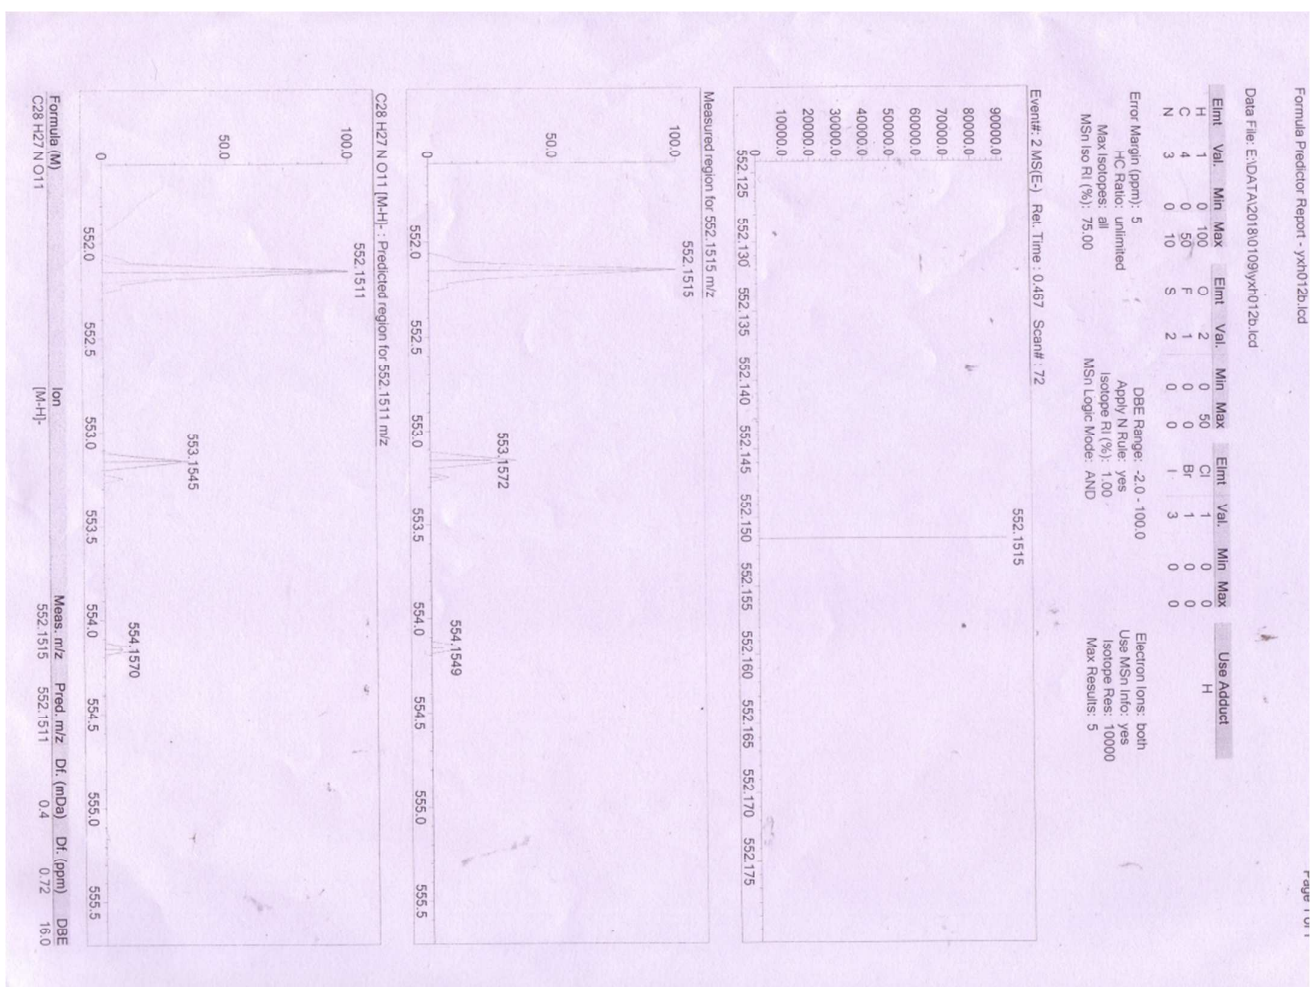 Formula Predictor Report - yxh012b.lcd
Data File: E:\DATA\2018\0109\yxh012b.lcd
Elmt Val. Min Max Elmt Val. Min Max Elmt Val. Min Max Use Adduct
H 1 0 100 O 2 0 50 Cl 1 0 0 H
C 4 0 50 F 1 0 0 Br 1 0 0
N 3 0 10 S 2 0 0 I 3 0 0
Error Margin (ppm): 5 DBE Range: -2.0 - 100.0 Electron Ions: both
HC Ratio: unlimited Apply N Rule: yes Use MSn Info: yes
Max Isotopes: all Isotope RI (%): 1.00 Isotope Res: 10000
MSn Iso RI (%): 75.00 MSn Logic Mode: AND Max Results: 5
Event#: 2 MS(E-) Ret. Time : 0.467 Scan# : 72
552.1515
90000.0
80000.0
70000.0
60000.0
50000.0
40000.0
30000.0
20000.0
10000.0
0
552.125 552.130 552.135 552.140 552.145 552.150 552.155 552.160 552.165 552.170 552.175
Measured region for 552.1515 m/z
552.1515
100.0
50.0
553.1572
554.1549
0
552.0 552.5 553.0 553.5 554.0 554.5 555.0 555.5
C28 H27 N O11 [M-H]- : Predicted region for 552.1511 m/z
552.1511
100.0
50.0
553.1545
554.1570
0
552.0 552.5 553.0 553.5 554.0 554.5 555.0 555.5
Formula (M) Ion Meas. m/z Pred. m/z Df. (mDa) Df. (ppm) DBE
C28 H27 N O11 [M-H]- 552.1515 552.1511 0.4 0.72 16.0